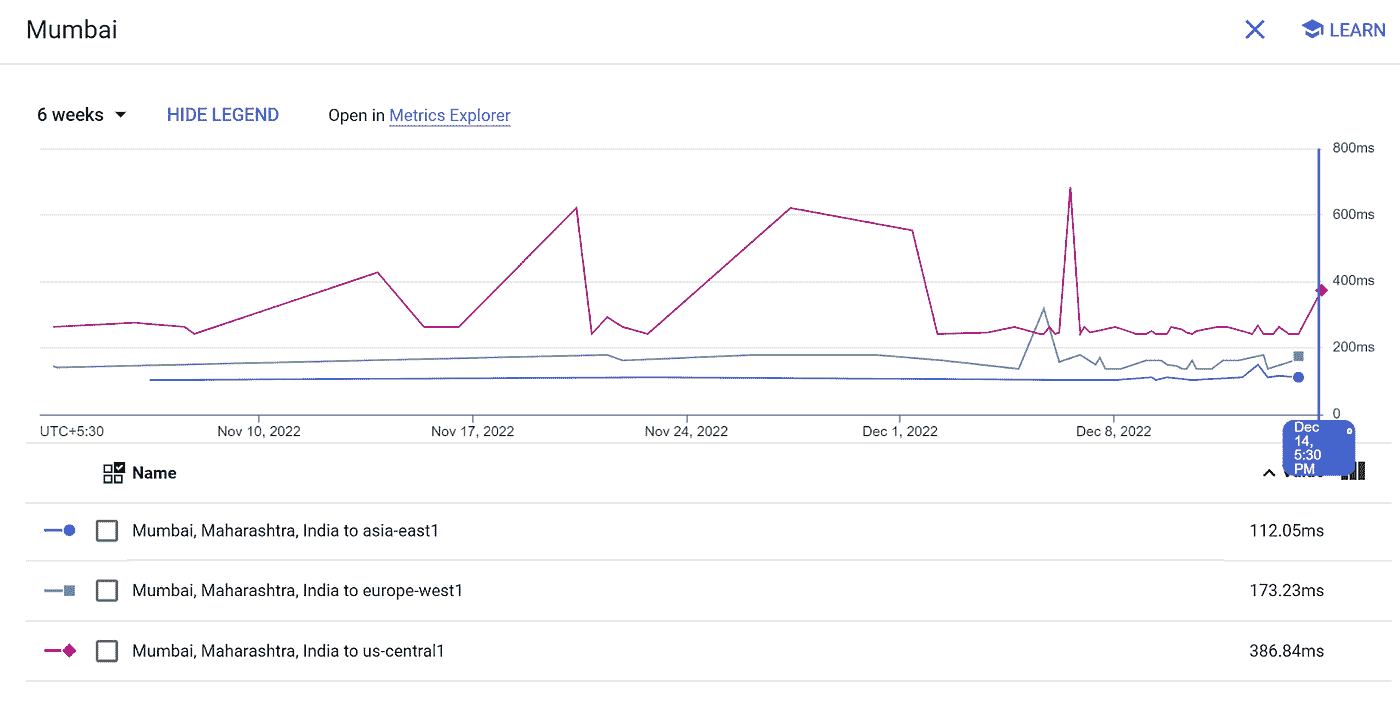 Mumbai
LEARN
6 weeks HIDE LEGEND Open in Metrics Explorer
800ms
600ms
400ms
200ms
0
UTC+5:30 Nov 10, 2022 Nov 17, 2022 Nov 24, 2022 Dec 1, 2022 Dec 8, 2022
Dec
14,
5:30
PM
Name
Mumbai, Maharashtra, India to asia-east1 112.05ms
Mumbai, Maharashtra, India to europe-west1 173.23ms
Mumbai, Maharashtra, India to us-central1 386.84ms